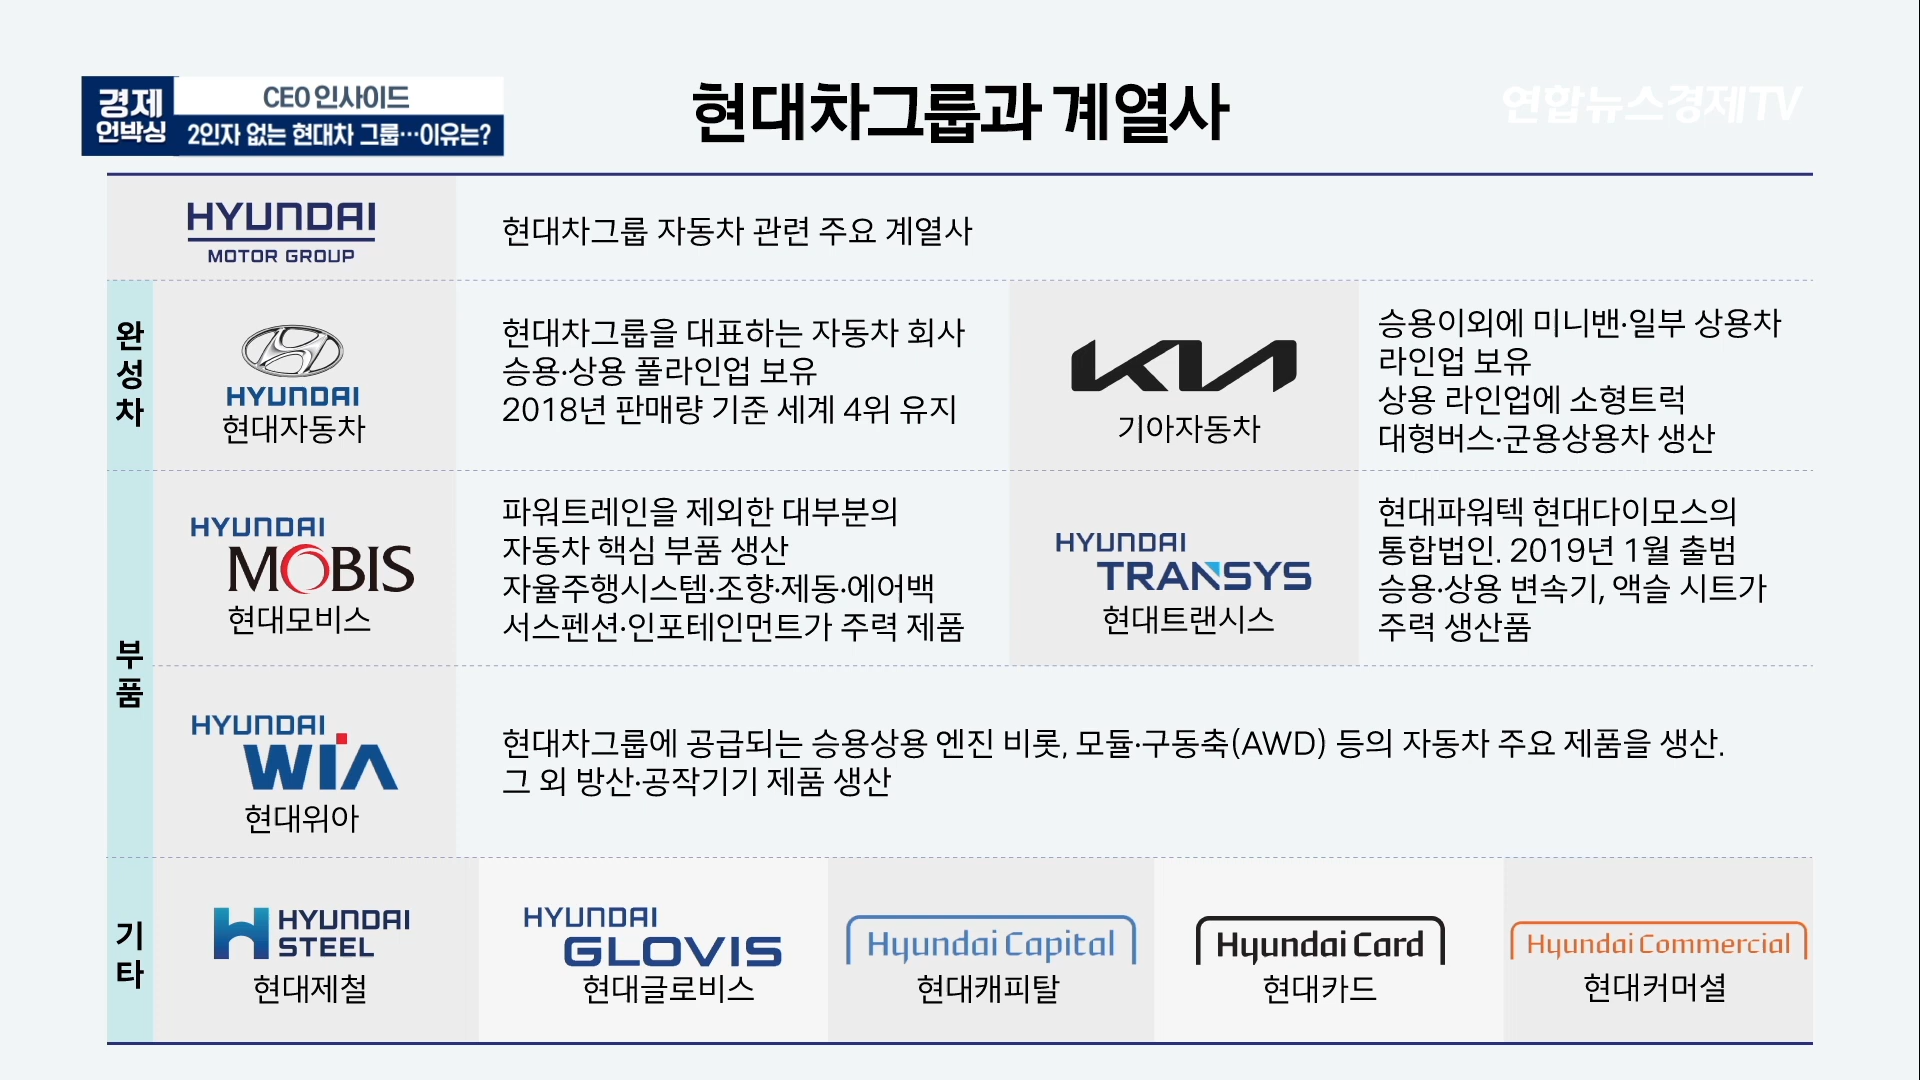 경제
언박싱
CEO 인사이드
2인자 없는 현대차 그룹…이유는?
현대차그룹과 계열사
연합뉴스경제TV
HYUNDAI
MOTOR GROUP
현대차그룹 자동차 관련 주요 계열사
완성차
HYUNDAI
현대자동차
현대차그룹을 대표하는 자동차 회사
승용·상용 풀라인업 보유
2018년 판매량 기준 세계 4위 유지
KIA
기아자동차
승용이외에 미니밴·일부 상용차
라인업 보유
상용 라인업에 소형트럭
대형버스·군용상용차 생산
부품
HYUNDAI
MOBIS
현대모비스
파워트레인을 제외한 대부분의
자동차 핵심 부품 생산
자율주행시스템·조향·제동·에어백
서스펜션·인포테인먼트가 주력 제품
HYUNDAI
TRANSYS
현대트랜시스
현대파워텍 현대다이모스의
통합법인. 2019년 1월 출범
승용·상용 변속기, 액슬 시트가
주력 생산품
HYUNDAI
WIA
현대위아
현대차그룹에 공급되는 승용상용 엔진 비롯, 모듈·구동축(AWD) 등의 자동차 주요 제품을 생산.
그 외 방산·공작기기 제품 생산
기타
HYUNDAI
STEEL
현대제철
HYUNDAI
GLOVIS
현대글로비스
Hyundai Capital
현대캐피탈
Hyundai Card
현대카드
Hyundai Commercial
현대커머셜